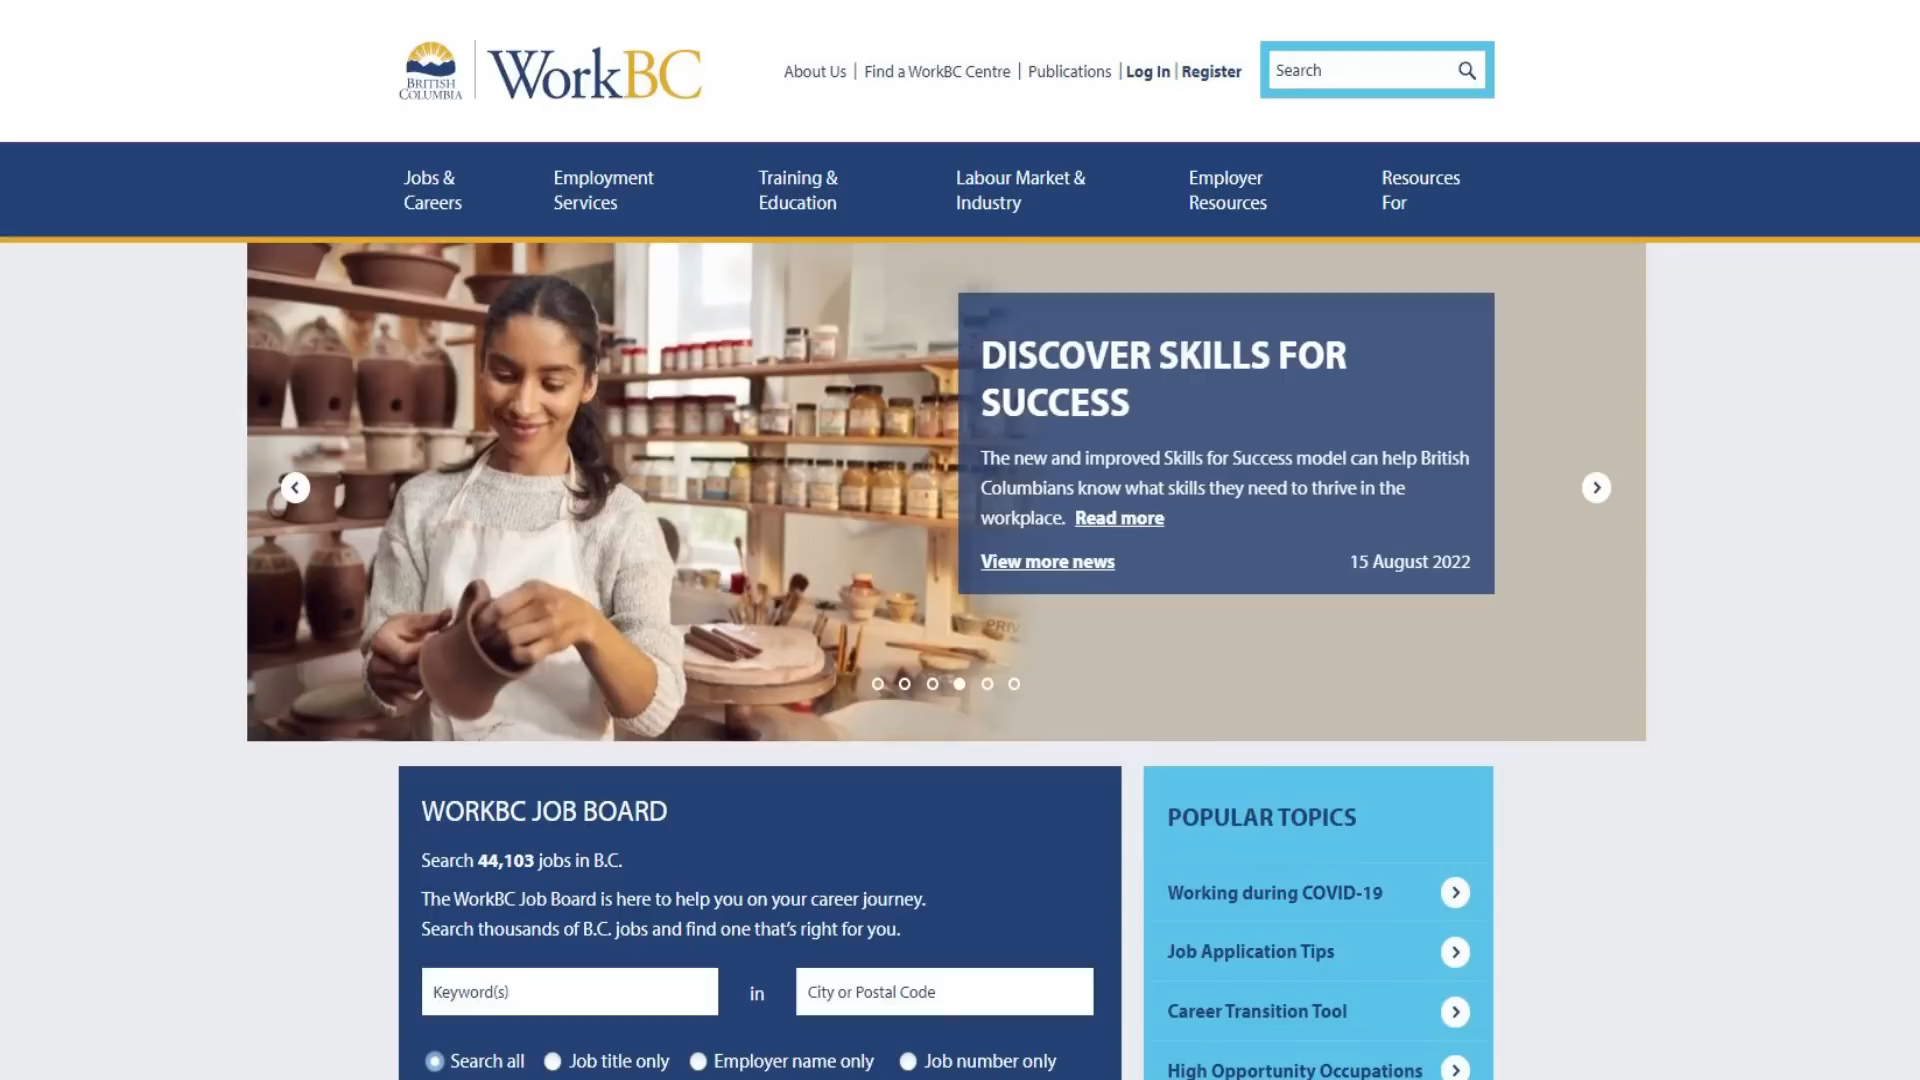 BRITISH
COLUMBIA
WorkBC
About Us | Find a WorkBC Centre | Publications | Log In | Register
Search
Jobs &
Careers
Employment
Services
Training &
Education
Labour Market &
Industry
Employer
Resources
Resources
For
DISCOVER SKILLS FOR
SUCCESS
The new and improved Skills for Success model can help British
Columbians know what skills they need to thrive in the
workplace. Read more
View more news
15 August 2022
PRIV
WORKBC JOB BOARD
Search 44,103 jobs in B.C.
The WorkBC Job Board is here to help you on your career journey.
Search thousands of B.C. jobs and find one that's right for you.
Keyword(s)
in
City or Postal Code
Search all
Job title only
Employer name only
Job number only
POPULAR TOPICS
Working during COVID-19
Job Application Tips
Career Transition Tool
High Opportunity Occupations